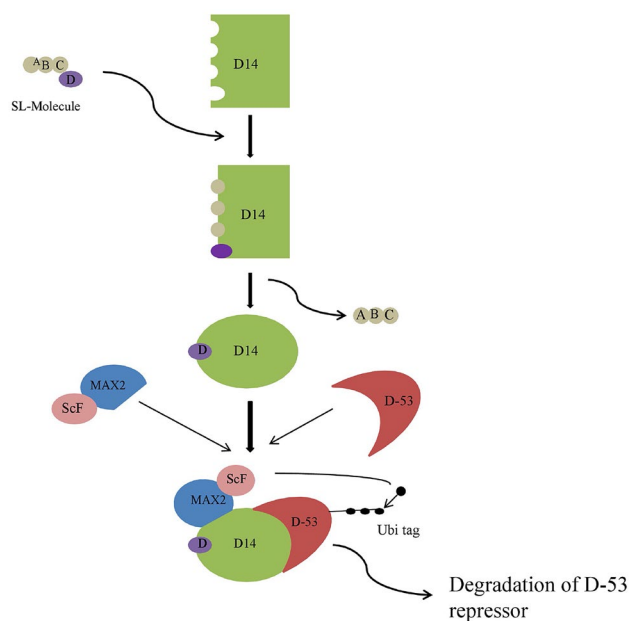 D14
A B C
D
SL-Molecule
D14
A B C
D
D14
MAX2
ScF
D-53
ScF
MAX2
D-53
D
D14
Ubi tag
Degradation of D-53
repressor